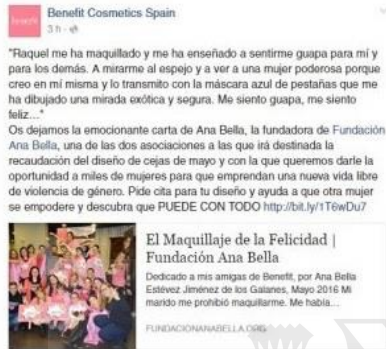 benefit
Benefit Cosmetics Spain
3 h ·
"Raquel me ha maquillado y me ha enseñado a sentirme guapa para mí y
para los demás. A mirarme al espejo y a ver a una mujer poderosa porque
creo en mí misma y lo transmito con la máscara azul de pestañas que me
ha dibujado una mirada exótica y segura. Me siento guapa, me siento
feliz..."
Os dejamos la emocionante carta de Ana Bella, la fundadora de Fundación
Ana Bella, una de las dos asociaciones a las que irá destinada la
recaudación del diseño de cejas de mayo y con la que queremos darle la
oportunidad a miles de mujeres para que emprendan una nueva vida libre
de violencia de género. Pide cita para tu diseño y ayuda a que otra mujer
se empodere y descubra que PUEDE CON TODO http://bit.ly/1T6wDu7
El Maquillaje de la Felicidad |
Fundación Ana Bella
Dedicado a mis amigas de Benefit, por Ana Bella
Estévez Jiménez de los Galanes, Mayo 2016 Mi
marido me prohibió maquillarme. Me había...
FUNDACIONANABELLA.ORG